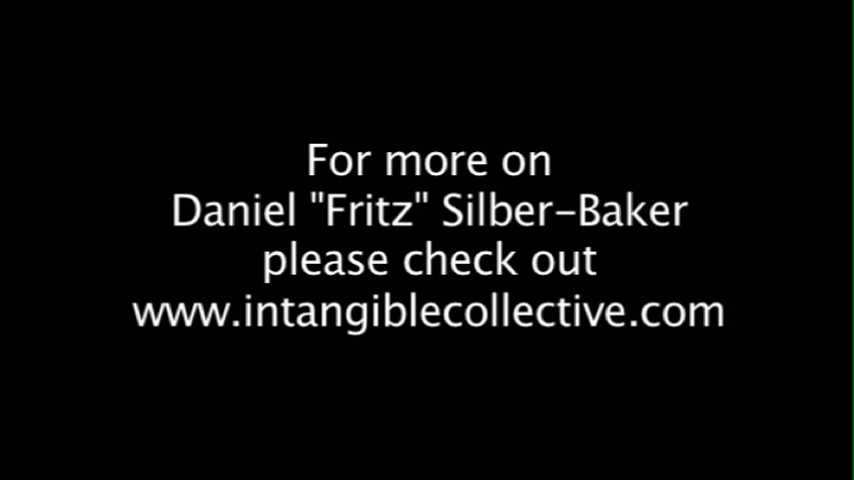 For more on
Daniel "Fritz" Silber-Baker
please check out
www.intangiblecollective.com